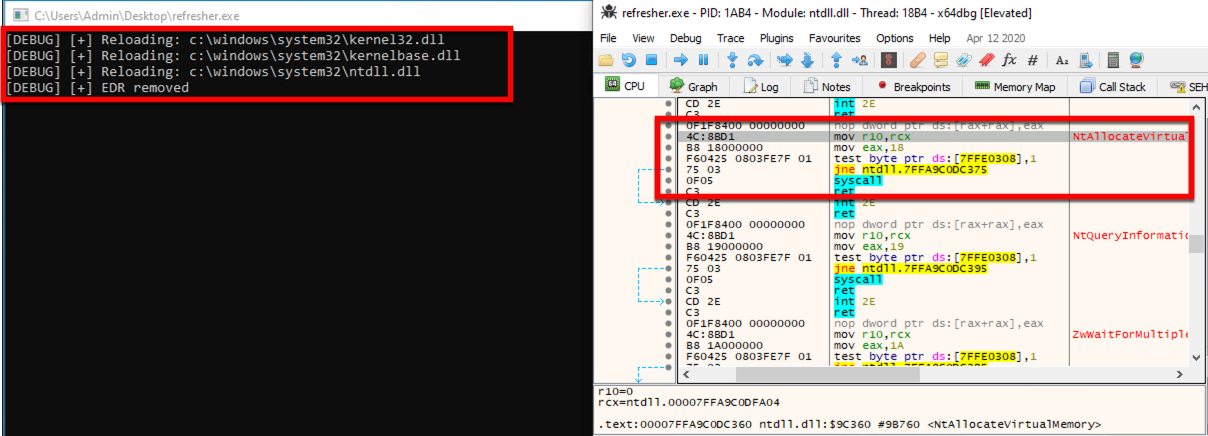 C:\Users\Admin\Desktop\refresher.exe
[DEBUG] [+] Reloading: c:\windows\system32\kernel32.dll
[DEBUG] [+] Reloading: c:\windows\system32\kernelbase.dll
[DEBUG] [+] Reloading: c:\windows\system32\ntdll.dll
[DEBUG] [+] EDR removed
refresher.exe - PID: 1AB4 - Module: ntdll.dll - Thread: 18B4 - x64dbg [Elevated]
File View Debug Trace Plugins Favourites Options Help Apr 12 2020
CPU Graph Log Notes Breakpoints Memory Map Call Stack SEH
CD 2E int 2E
C3 ret
0F1F8400 00000000 nop dword ptr ds:[rax+rax],eax
4C:8BD1 mov r10,rcx NtAllocateVirtual
B8 18000000 mov eax,18
F60425 0803FE7F 01 test byte ptr ds:[7FFE0308],1
75 03 jne ntdll.7FFA9C0DC375
0F05 syscall
C3 ret
CD 2E int 2E
C3 ret
0F1F8400 00000000 nop dword ptr ds:[rax+rax],eax
4C:8BD1 mov r10,rcx NtQueryInformatic
B8 19000000 mov eax,19
F60425 0803FE7F 01 test byte ptr ds:[7FFE0308],1
75 03 jne ntdll.7FFA9C0DC395
0F05 syscall
C3 ret
CD 2E int 2E
C3 ret
0F1F8400 00000000 nop dword ptr ds:[rax+rax],eax
4C:8BD1 mov r10,rcx ZwWaitForMultiple
B8 1A000000 mov eax,1A
F60425 0803FE7F 01 test byte ptr ds:[7FFE0308],1
r10=0
rcx=ntdll.00007FFA9C0DFA04
.text:00007FFA9C0DC360 ntdll.dll:$9C360 #9B760 <NtAllocateVirtualMemory>